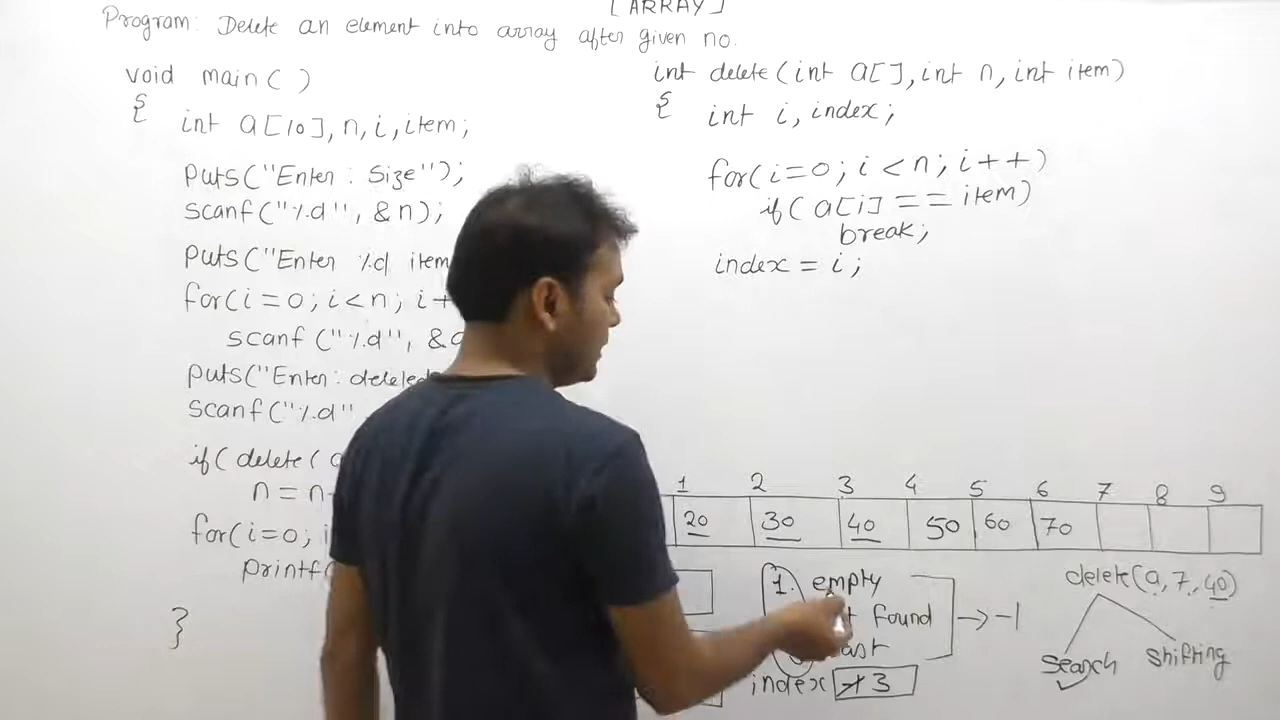 [ARRAY]
Program: Delete an element into array after given no.
void main( )
{
int a[10], n, i, item;
puts("Enter : Size");
scanf("%d", &n);
puts("Enter %d item
for(i=0; i<n; i+
scanf("%d", &a
puts("Enter: deleled
scanf("%d"
if( delete( a
n = n-
for(i=0; i
printf(
}
int delete(int a[], int n, int item)
{ int i, index;
for(i=0; i<n; i++)
if( a[i] == item)
break;
index = i;
1 2 3 4 5 6 7 8 9
20 30 40 50 60 70
1. empty
found → -1
index 3
delete(a, 7, 40)
Search Shifting